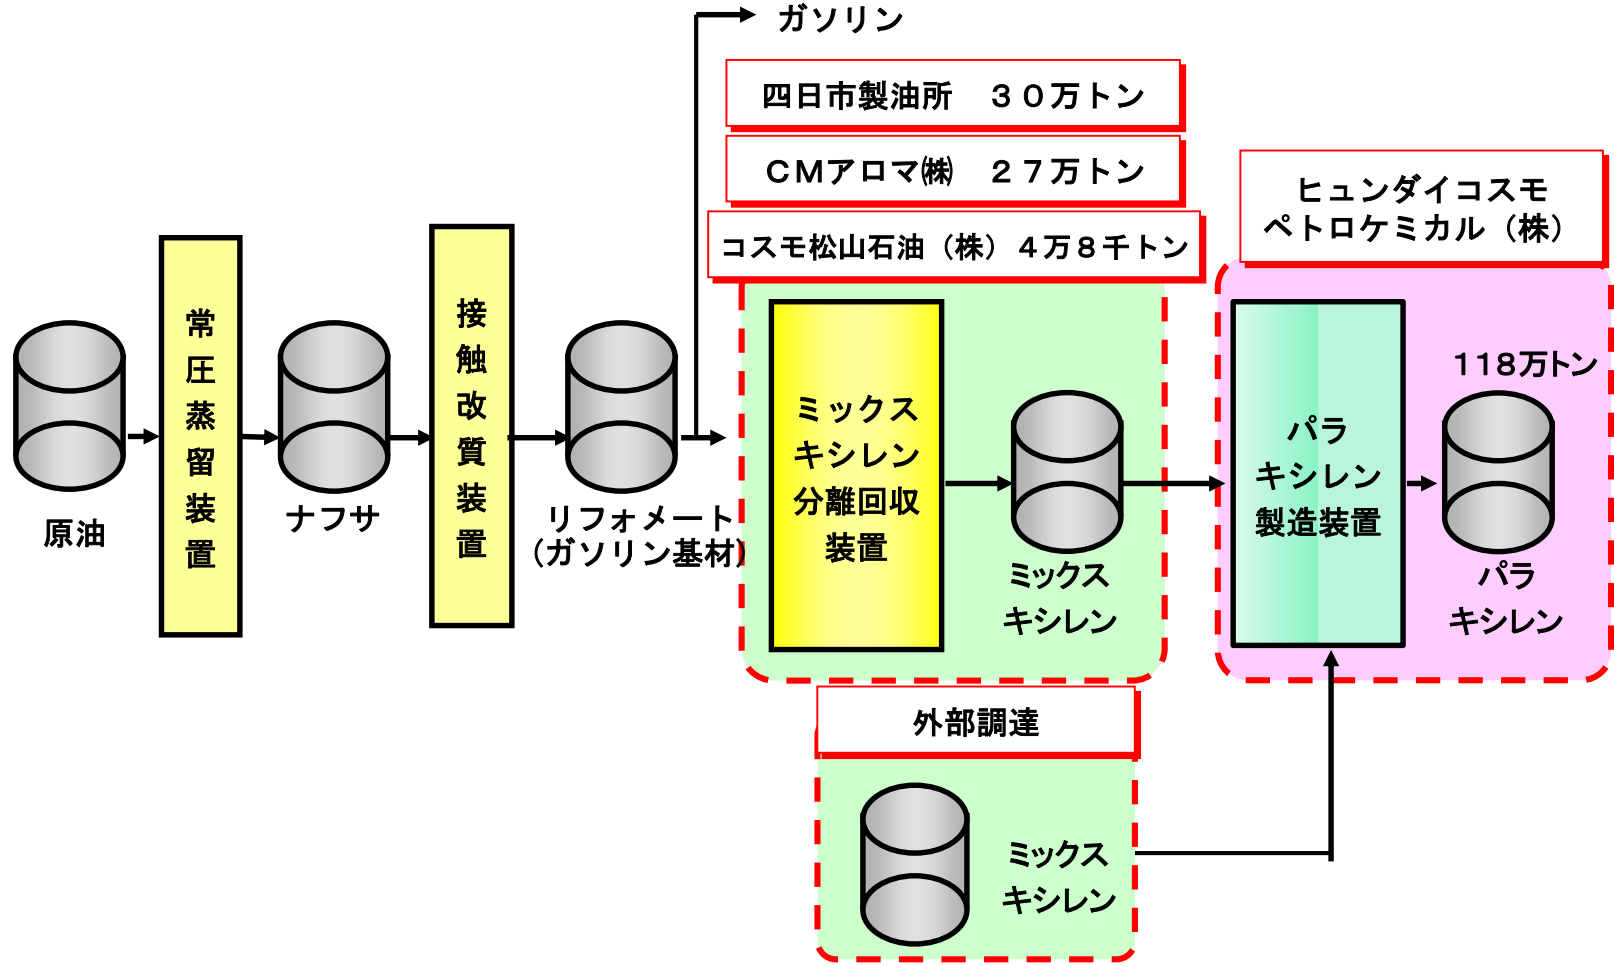 ガソリン
四日市製油所　３０万トン
ＣＭアロマ㈱　２７万トン
コスモ松山石油（株）４万８千トン
ヒュンダイコスモ
ペトロケミカル（株）
原油
常圧蒸留装置
ナフサ
接触改質装置
リフォメート
（ガソリン基材）
ミックス
キシレン
分離回収
装置
ミックス
キシレン
パラ
キシレン
製造装置
118万トン
パラ
キシレン
外部調達
ミックス
キシレン